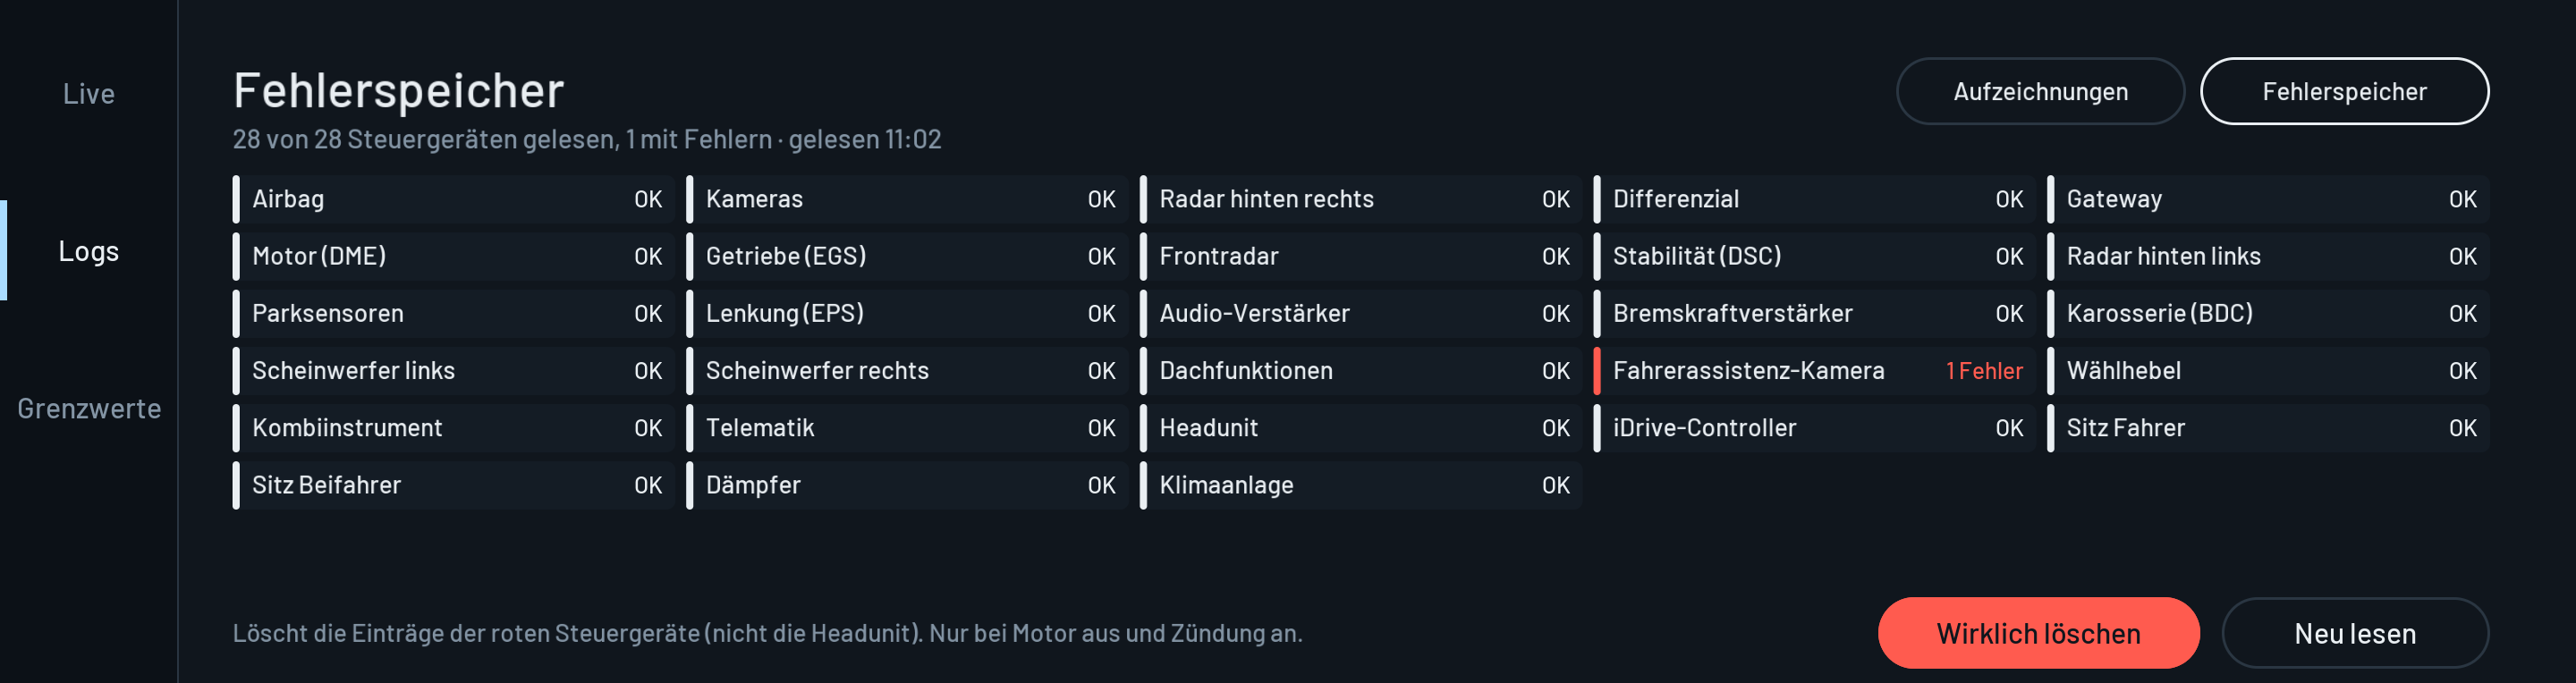 Live
Logs
Grenzwerte
Fehlerspeicher
28 von 28 Steuergeräten gelesen, 1 mit Fehlern · gelesen 11:02
Aufzeichnungen
Fehlerspeicher
Airbag OK
Kameras OK
Radar hinten rechts OK
Differenzial OK
Gateway OK
Motor (DME) OK
Getriebe (EGS) OK
Frontradar OK
Stabilität (DSC) OK
Radar hinten links OK
Parksensoren OK
Lenkung (EPS) OK
Audio-Verstärker OK
Bremskraftverstärker OK
Karosserie (BDC) OK
Scheinwerfer links OK
Scheinwerfer rechts OK
Dachfunktionen OK
Fahrerassistenz-Kamera 1 Fehler
Wählhebel OK
Kombiinstrument OK
Telematik OK
Headunit OK
iDrive-Controller OK
Sitz Fahrer OK
Sitz Beifahrer OK
Dämpfer OK
Klimaanlage OK
Löscht die Einträge der roten Steuergeräte (nicht die Headunit). Nur bei Motor aus und Zündung an.
Wirklich löschen
Neu lesen